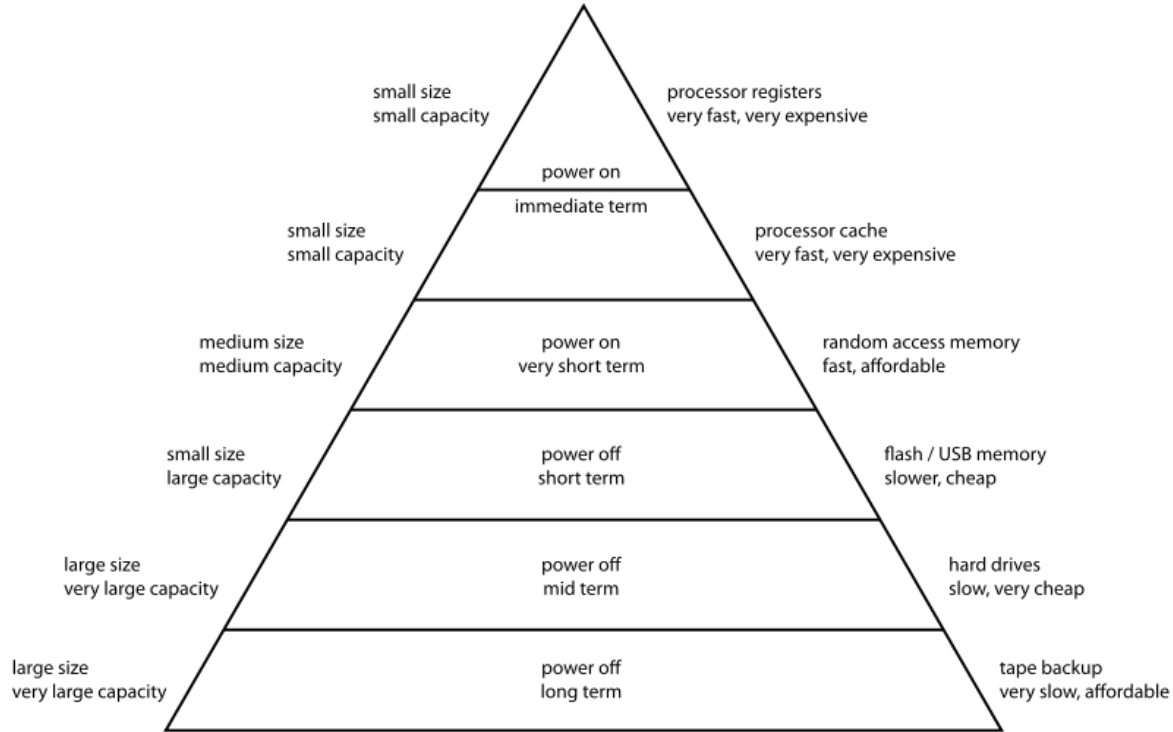 small size
small capacity
processor registers
very fast, very expensive
power on
immediate term
small size
small capacity
processor cache
very fast, very expensive
medium size
medium capacity
power on
very short term
random access memory
fast, affordable
small size
large capacity
power off
short term
flash / USB memory
slower, cheap
large size
very large capacity
power off
mid term
hard drives
slow, very cheap
large size
very large capacity
power off
long term
tape backup
very slow, affordable